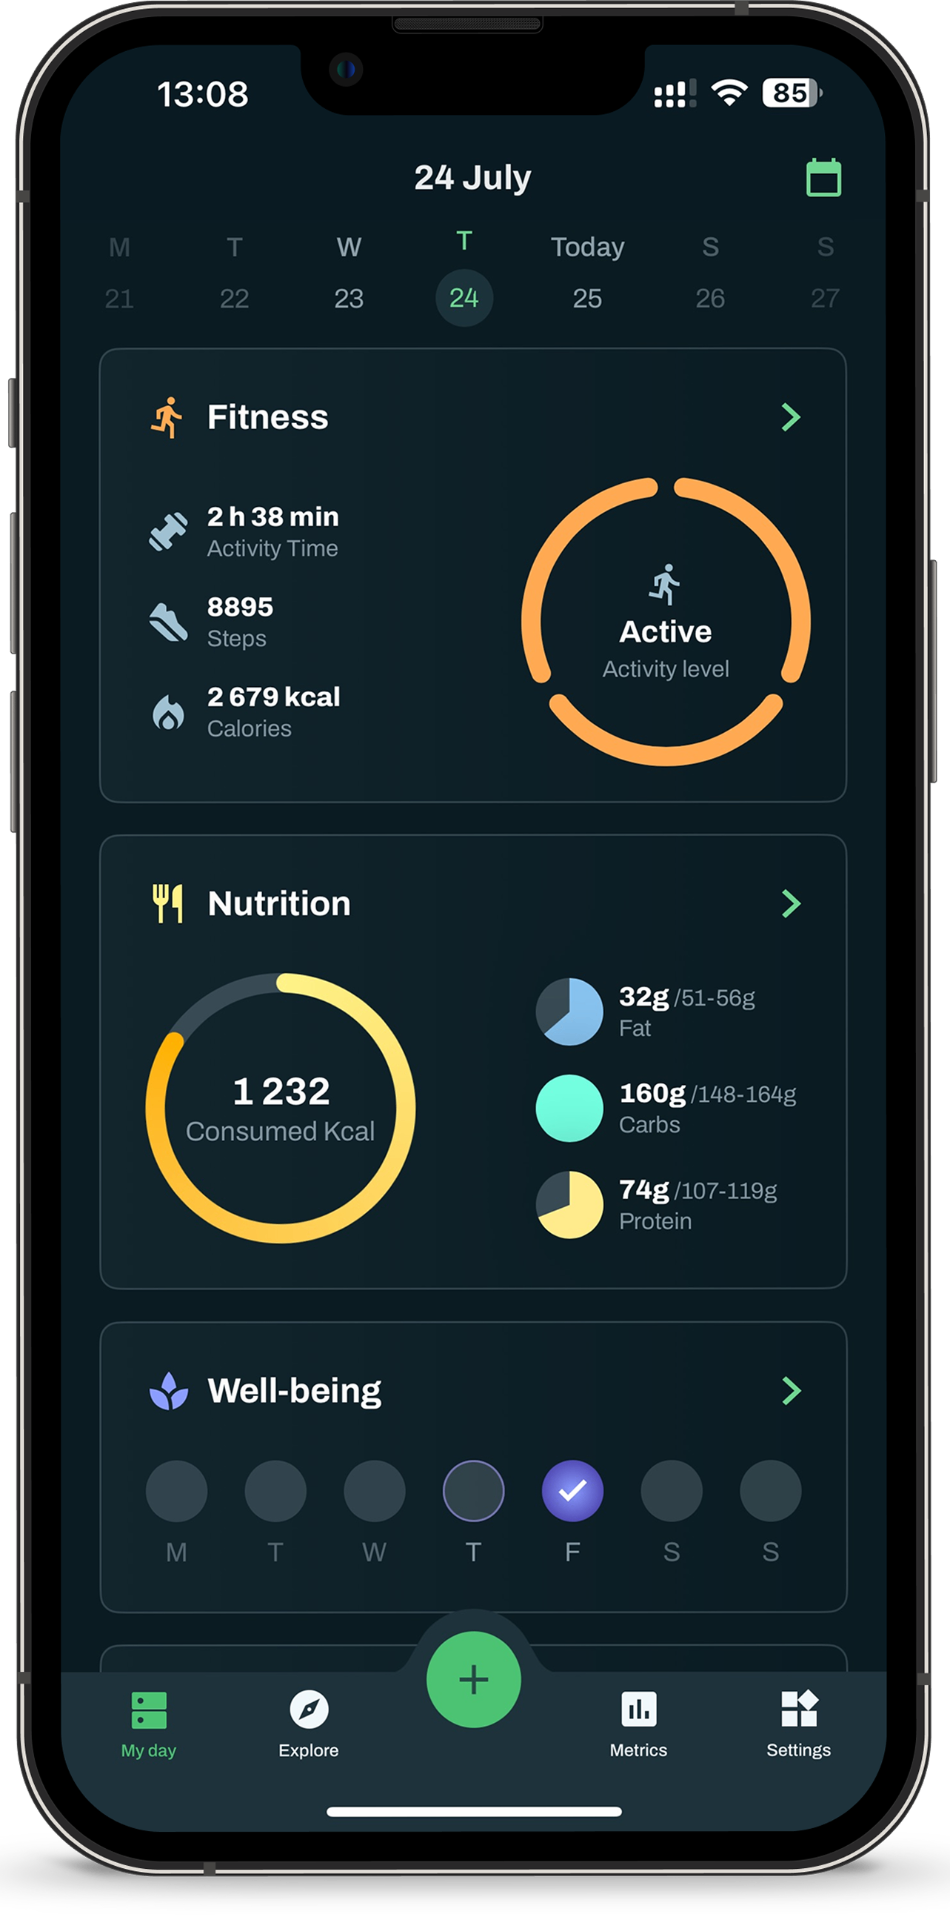 13:08 85
24 July
M T W T Today S S
21 22 23 24 25 26 27
Fitness
2 h 38 min
Activity Time
8895
Steps
2 679 kcal
Calories
Active
Activity level
Nutrition
1 232
Consumed Kcal
32g /51-56g
Fat
160g /148-164g
Carbs
74g /107-119g
Protein
Well-being
M T W T F S S
My day Explore Metrics Settings